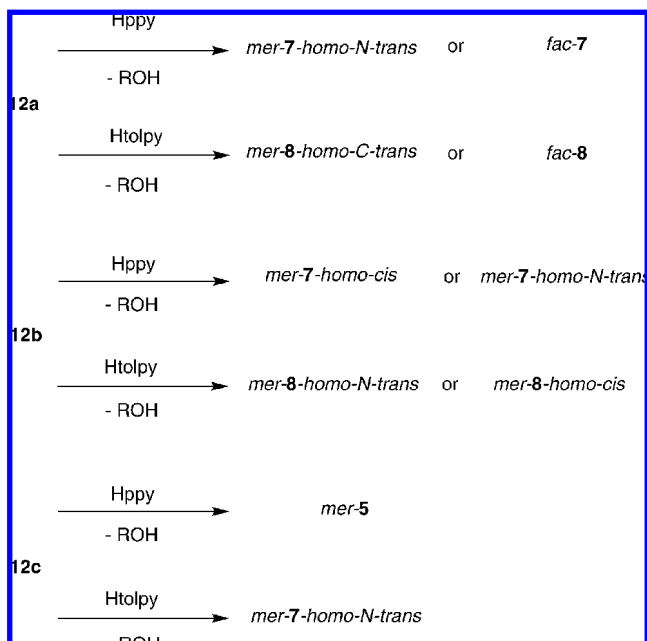 Hppy
mer-7-homo-N-trans or fac-7
- ROH
12a
Htolpy
mer-8-homo-C-trans or fac-8
- ROH
Hppy
mer-7-homo-cis or mer-7-homo-N-trans
- ROH
12b
Htolpy
mer-8-homo-N-trans or mer-8-homo-cis
- ROH
Hppy
mer-5
- ROH
12c
Htolpy
mer-7-homo-N-trans
- ROH